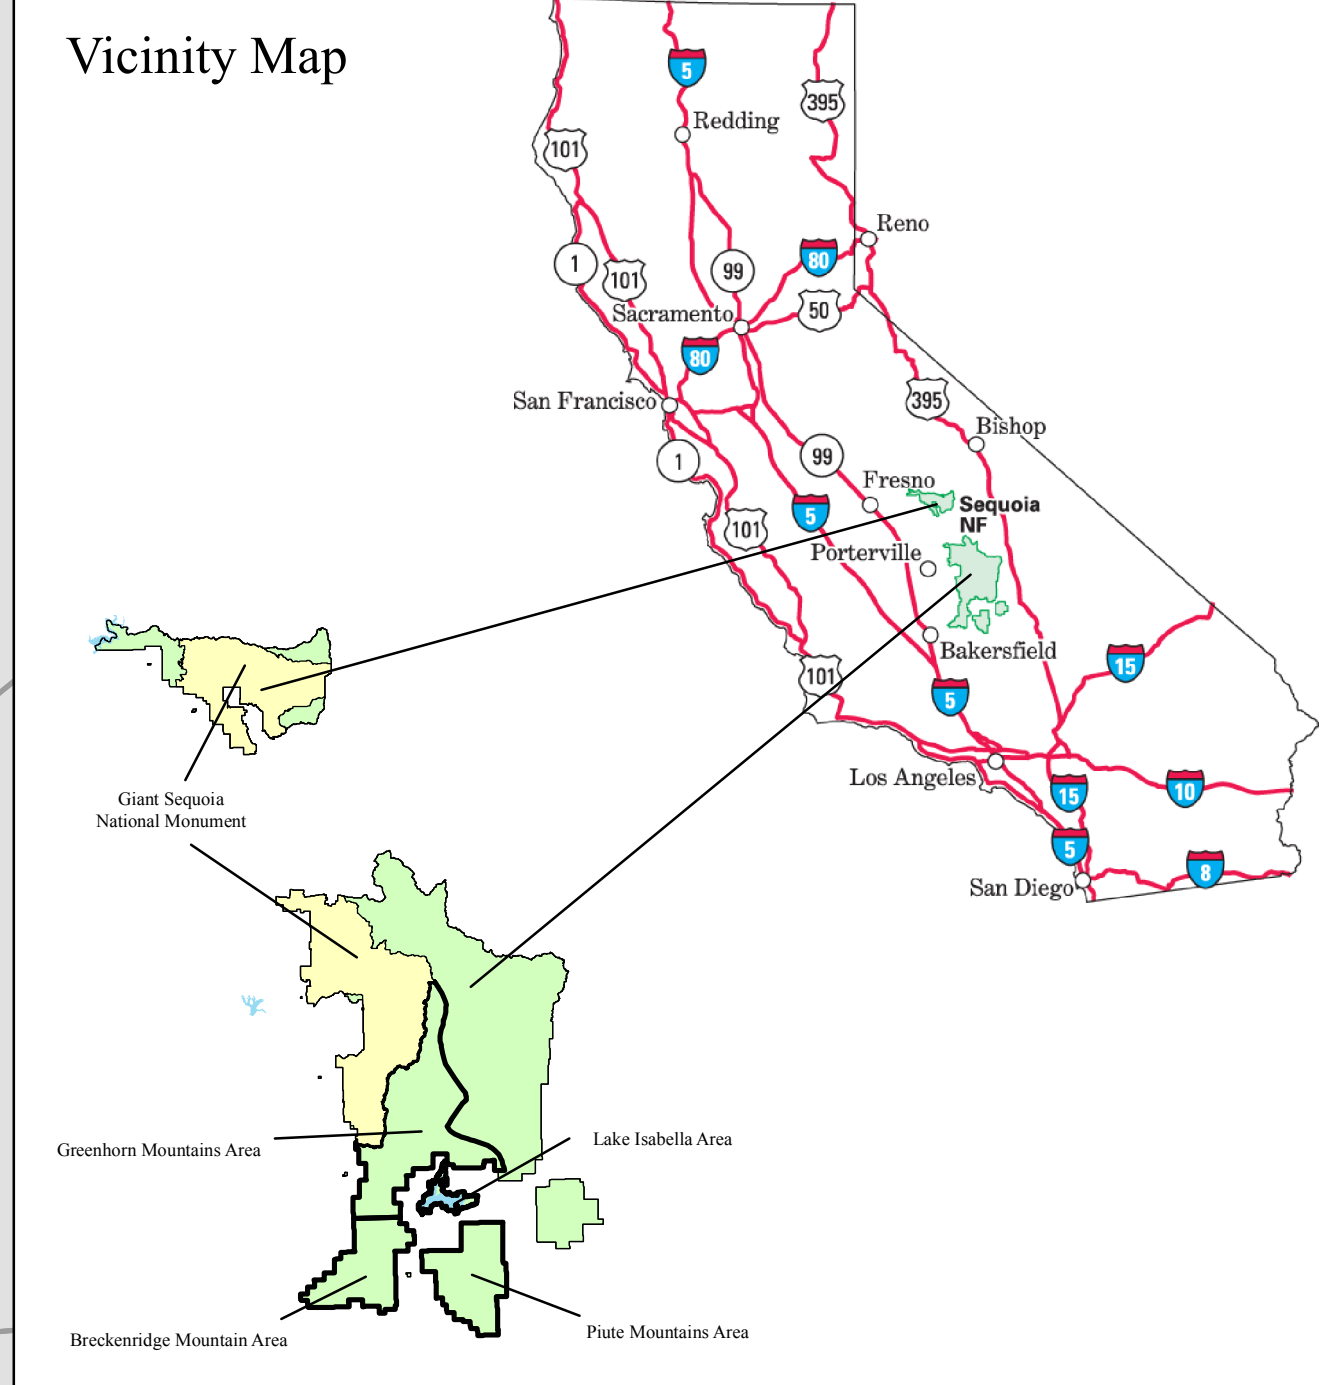 Vicinity Map
5
395
Redding
101
Reno
1
101
99
80
50
Sacramento
80
San Francisco
395
Bishop
1
99
Fresno
Sequoia
NF
5
101
Porterville
Bakersfield
15
101
5
Los Angeles
15
10
5
8
San Diego
Giant Sequoia
National Monument
Greenhorn Mountains Area
Lake Isabella Area
Breckenridge Mountain Area
Piute Mountains Area